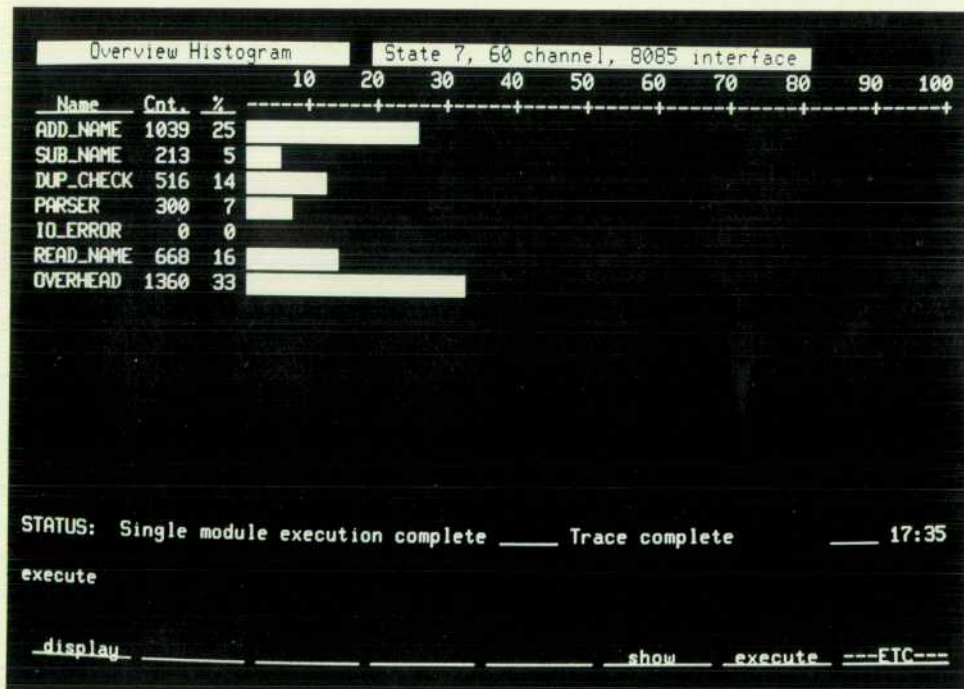 Overview Histogram State 7, 60 channel, 8085 interface
10 20 30 40 50 60 70 80 90 100
Name Cnt. % ------+------+------+------+------+------+------+------+------+------+
ADD_NAME 1039 25
SUB_NAME 213 5
DUP_CHECK 516 14
PARSER 300 7
IO_ERROR 0 0
READ_NAME 668 16
OVERHEAD 1360 33
STATUS: Single module execution complete ____ Trace complete ____ 17:35
execute
display show execute ---ETC---